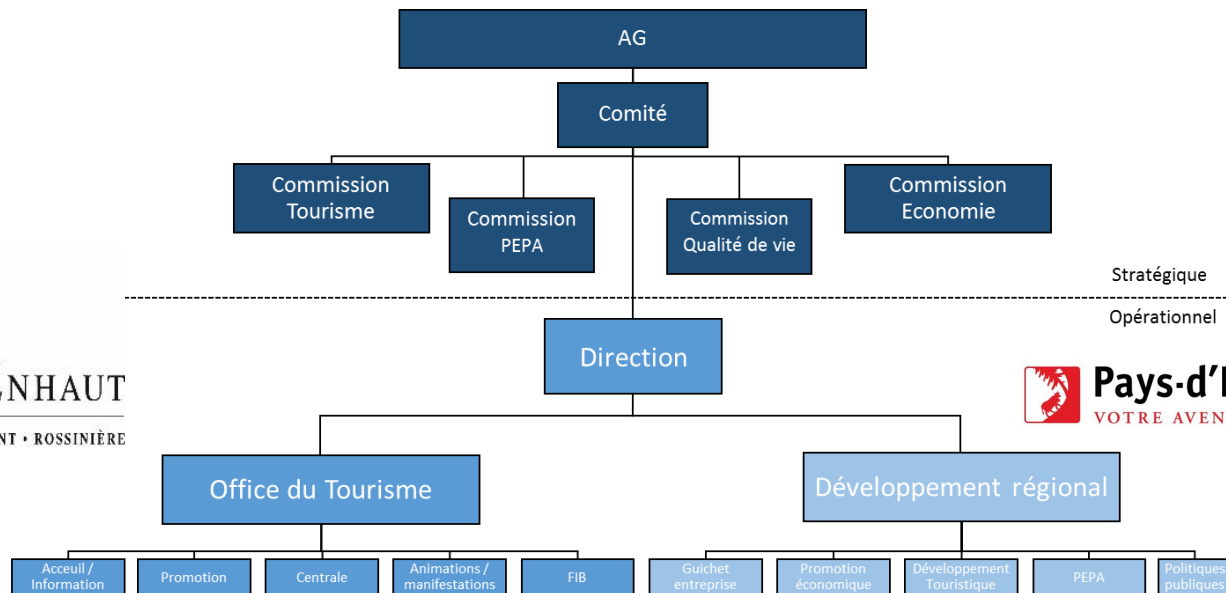 AG
Comité
Commission
Tourisme
Commission
PEPA
Commission
Qualité de vie
Commission
Economie
Stratégique
Opérationnel
Direction
ENHAUT
NT • ROSSINIÈRE
Pays-d'
VOTRE AVEN
Office du Tourisme
Développement régional
Acceuil /
Information
Promotion
Centrale
Animations /
manifestations
FIB
Guichet
entreprise
Promotion
économique
Développement
Touristique
PEPA
Politiques
publiques